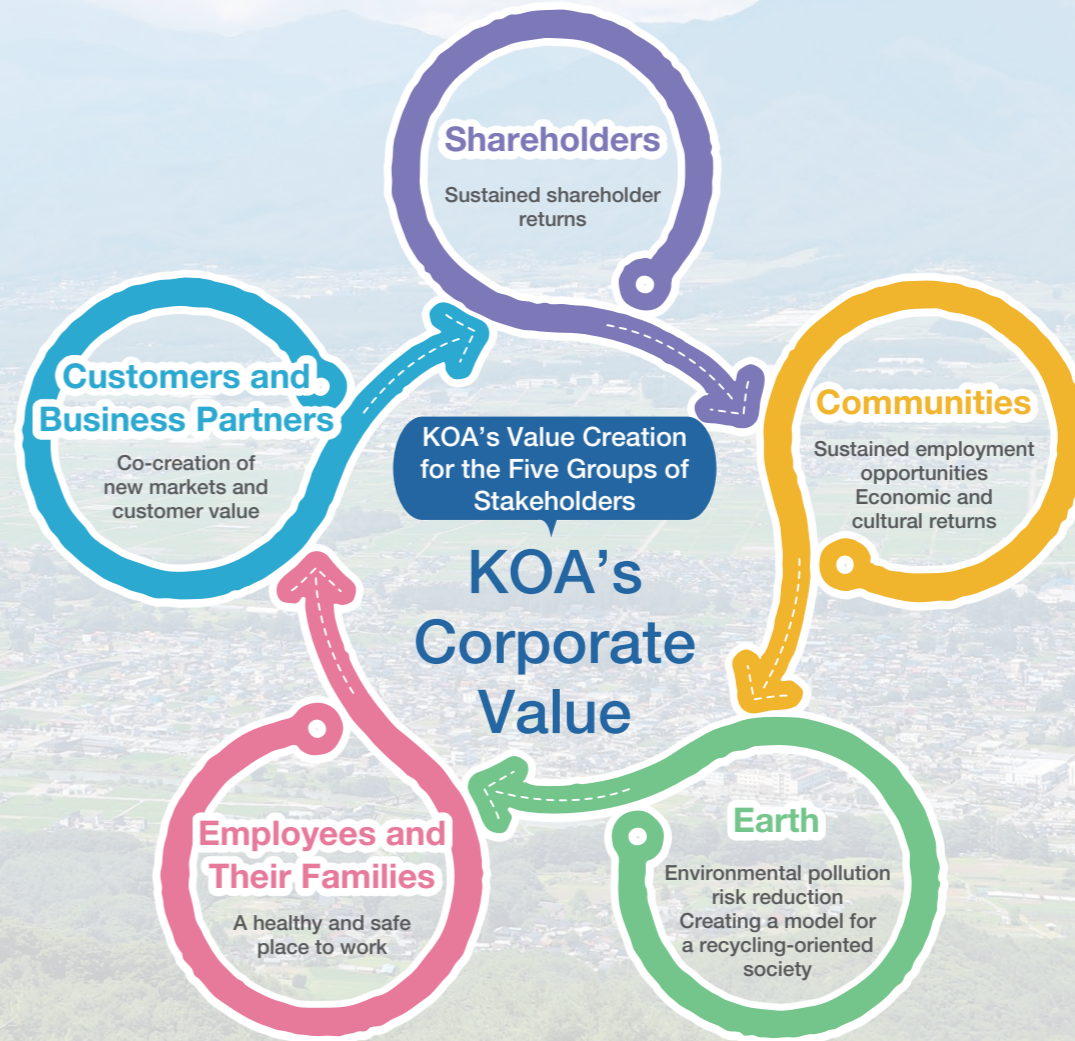 Shareholders
Sustained shareholder
returns
Customers and
Business Partners
Co-creation of
new markets and
customer value
KOA's Value Creation
for the Five Groups of
Stakeholders
KOA's
Corporate
Value
Communities
Sustained employment
opportunities
Economic and
cultural returns
Employees and
Their Families
A healthy and safe
place to work
Earth
Environmental pollution
risk reduction
Creating a model for
a recycling-oriented
society